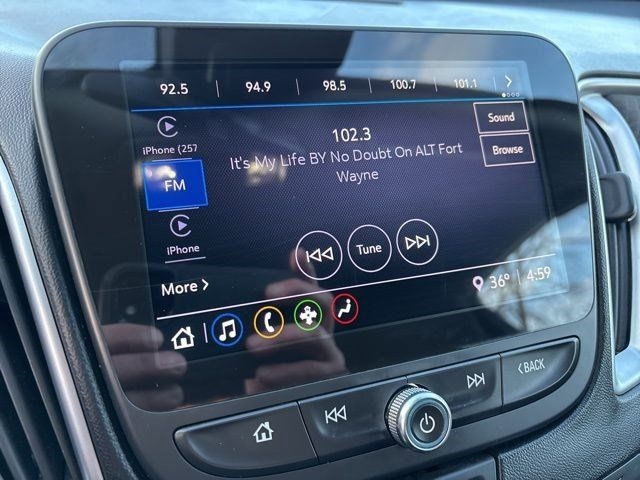 92.5 94.9 98.5 100.7 101.1
iPhone (257
FM
iPhone
More
102.3
It's My Life BY No Doubt On ALT Fort
Wayne
Sound
Browse
Tune
36° 4:59
BACK